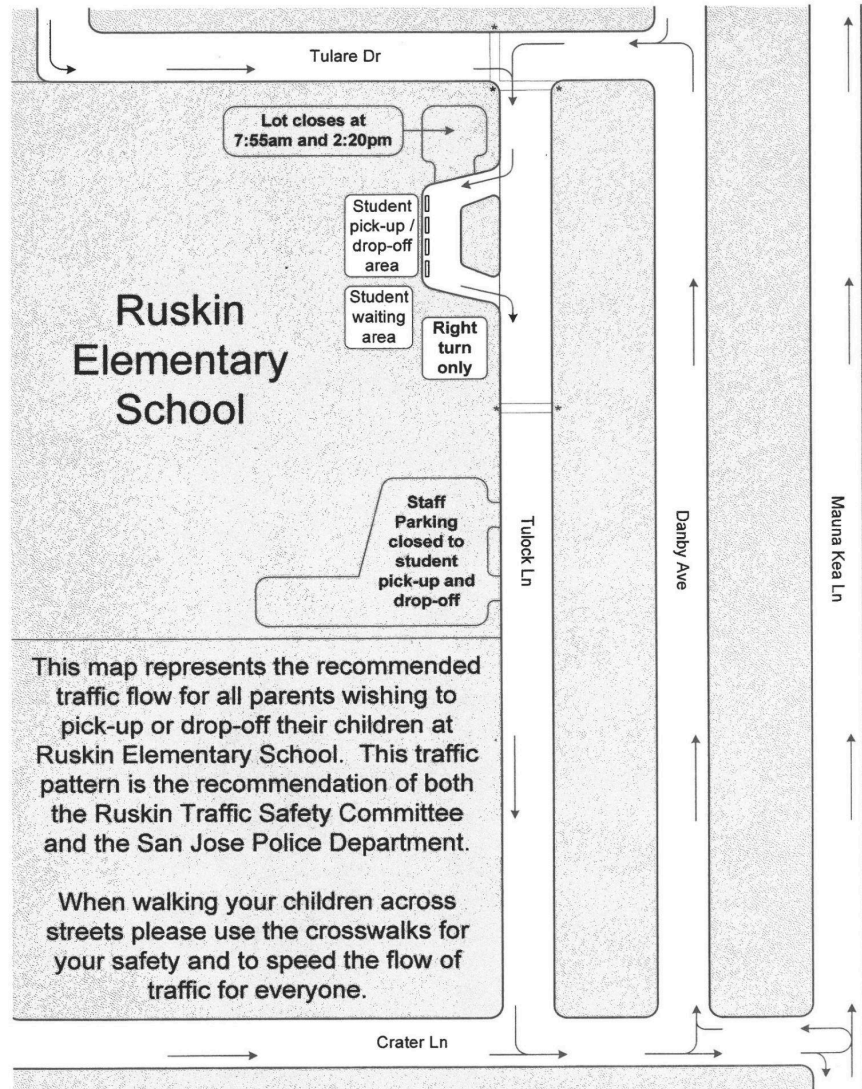 Tulare Dr
Lot closes at
7:55am and 2:20pm
Student
pick-up /
drop-off
area
Student
waiting
area
Right
turn
only
Ruskin
Elementary
School
Staff
Parking
closed to
student
pick-up and
drop-off
Tulock Ln
Danby Ave
Mauna Kea Ln
This map represents the recommended
traffic flow for all parents wishing to
pick-up or drop-off their children at
Ruskin Elementary School.  This traffic
pattern is the recommendation of both
the Ruskin Traffic Safety Committee
and the San Jose Police Department.
When walking your children across
streets please use the crosswalks for
your safety and to speed the flow of
traffic for everyone.
Crater Ln